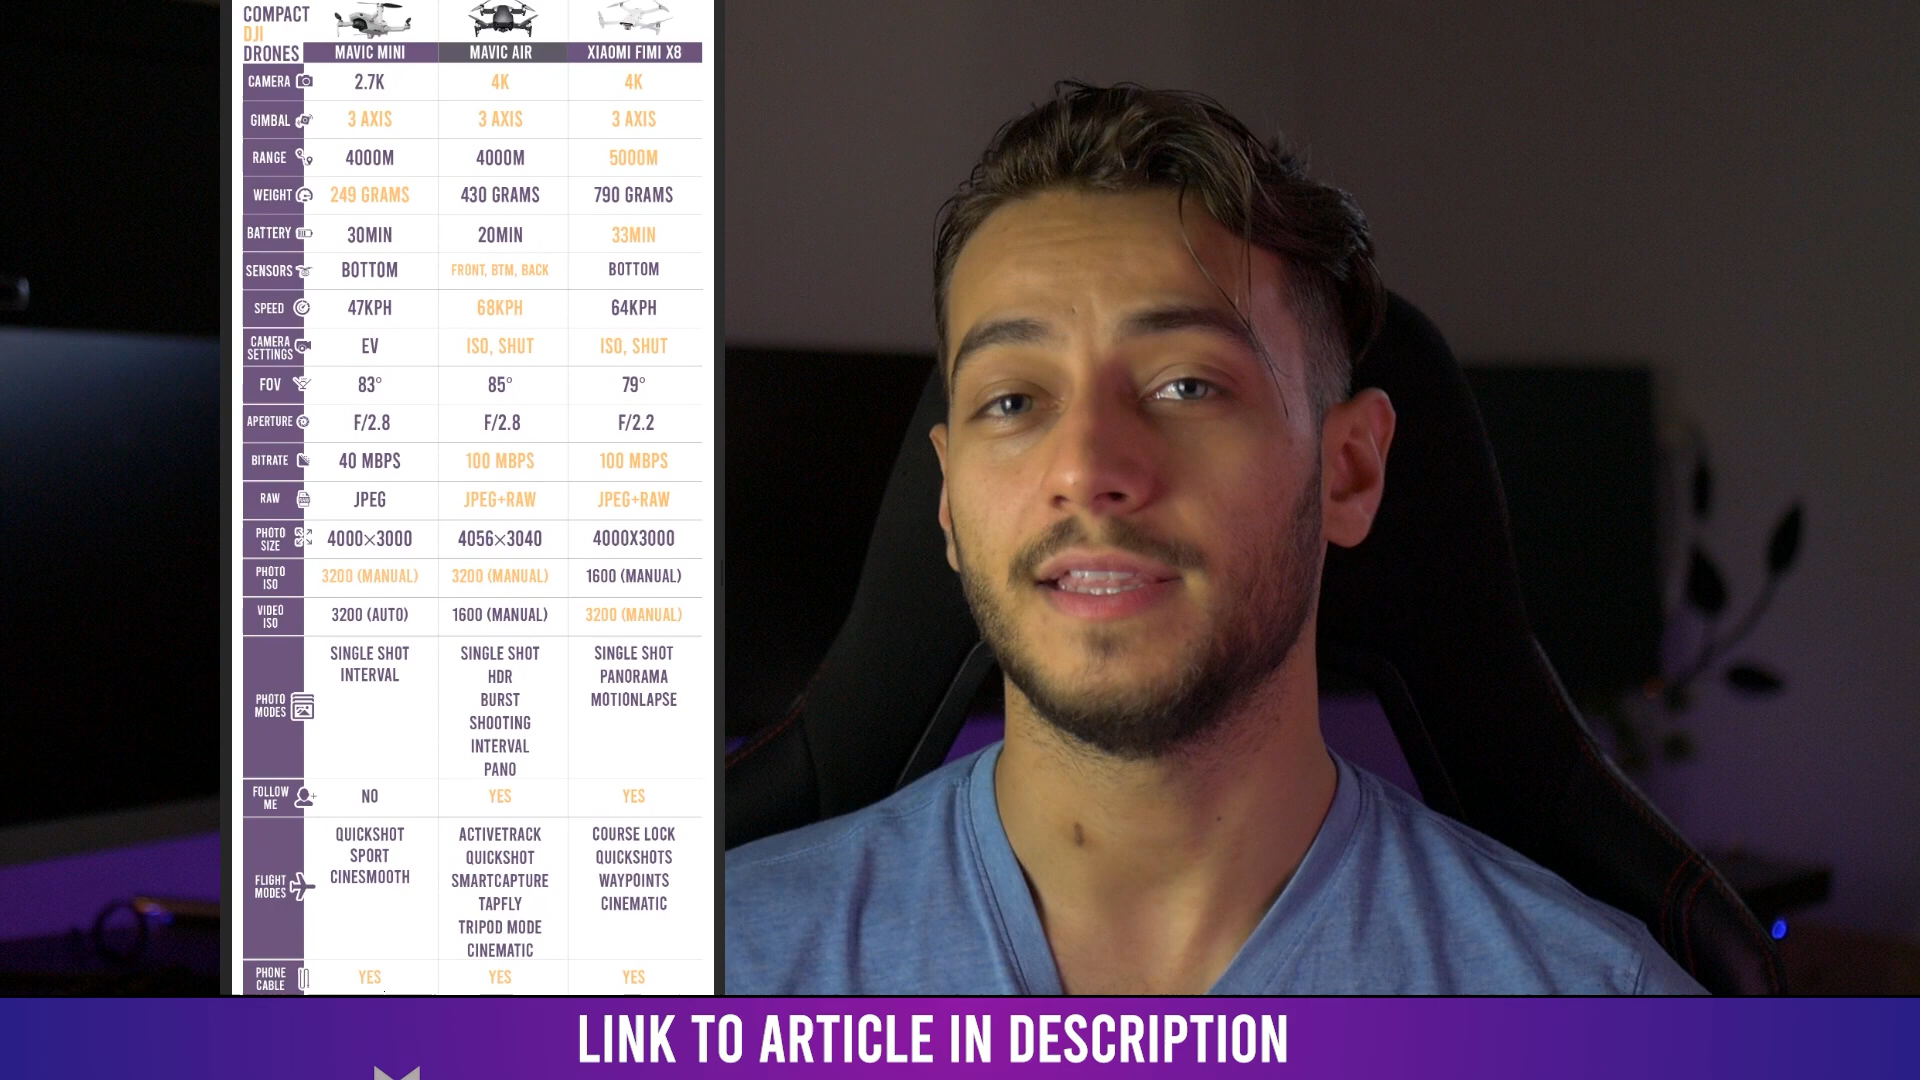 COMPACT
DJI
DRONES
MAVIC MINI MAVIC AIR XIAOMI FIMI X8
CAMERA 2.7K 4K 4K
GIMBAL 3 AXIS 3 AXIS 3 AXIS
RANGE 4000M 4000M 5000M
WEIGHT 249 GRAMS 430 GRAMS 790 GRAMS
BATTERY 30MIN 20MIN 33MIN
SENSORS BOTTOM FRONT, BTM, BACK BOTTOM
SPEED 47KPH 68KPH 64KPH
CAMERA
SETTINGS EV ISO, SHUT ISO, SHUT
FOV 83° 85° 79°
APERTURE F/2.8 F/2.8 F/2.2
BITRATE 40 MBPS 100 MBPS 100 MBPS
RAW JPEG JPEG+RAW JPEG+RAW
PHOTO
SIZE 4000×3000 4056×3040 4000X3000
PHOTO
ISO 3200 (MANUAL) 3200 (MANUAL) 1600 (MANUAL)
VIDEO
ISO 3200 (AUTO) 1600 (MANUAL) 3200 (MANUAL)
PHOTO
MODES
SINGLE SHOT
INTERVAL
SINGLE SHOT
HDR
BURST
SHOOTING
INTERVAL
PANO
SINGLE SHOT
PANORAMA
MOTIONLAPSE
FOLLOW
ME NO YES YES
FLIGHT
MODES
QUICKSHOT
SPORT
CINESMOOTH
ACTIVETRACK
QUICKSHOT
SMARTCAPTURE
TAPFLY
TRIPOD MODE
CINEMATIC
COURSE LOCK
QUICKSHOTS
WAYPOINTS
CINEMATIC
PHONE
CABLE YES YES YES
LINK TO ARTICLE IN DESCRIPTION